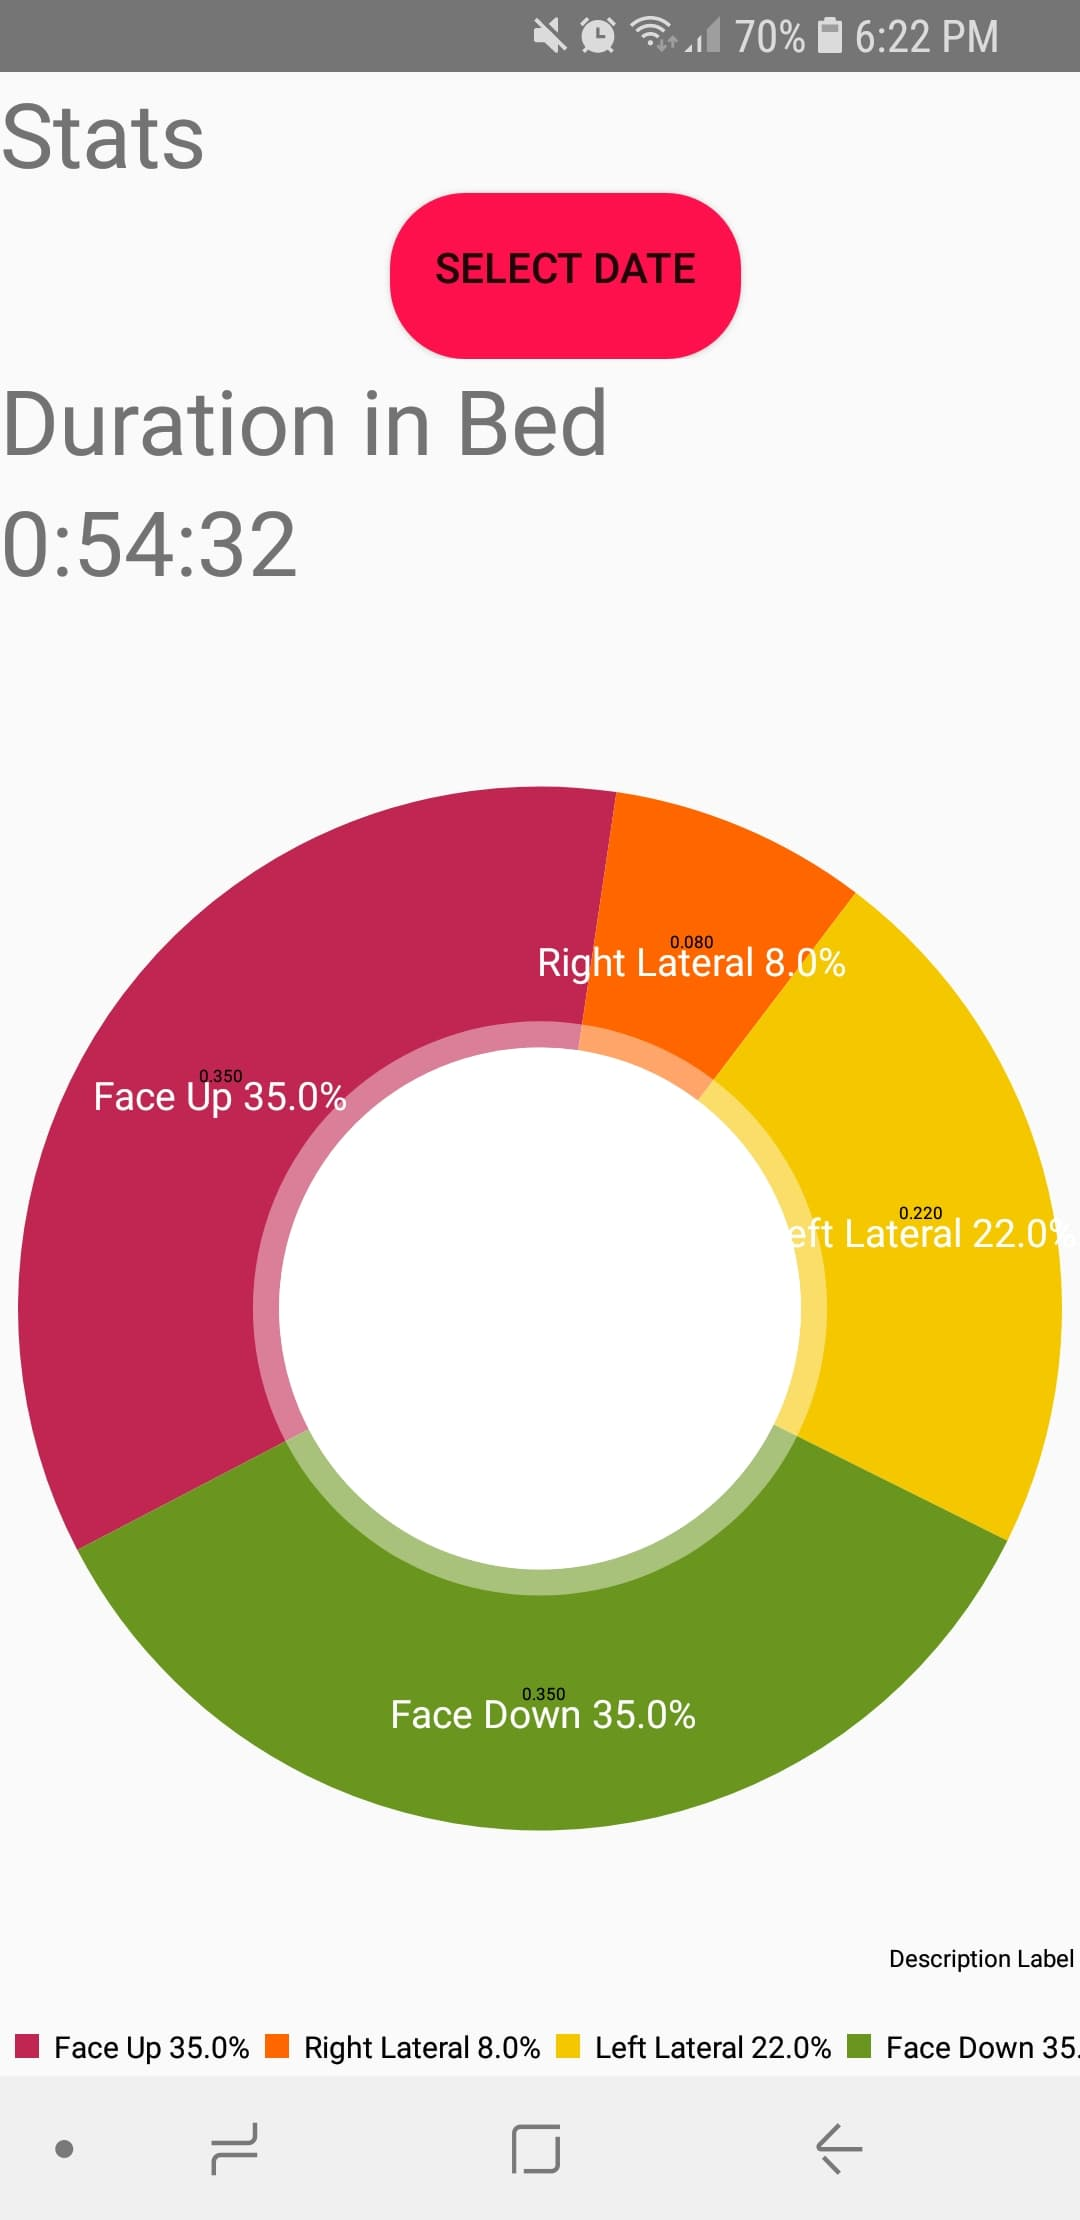 70% 6:22 PM
Stats
SELECT DATE
Duration in Bed
0:54:32
0.080
Right Lateral 8.0%
0.350
Face Up 35.0%
0.220
eft Lateral 22.0%
0.350
Face Down 35.0%
Description Label
Face Up 35.0% Right Lateral 8.0% Left Lateral 22.0% Face Down 35.